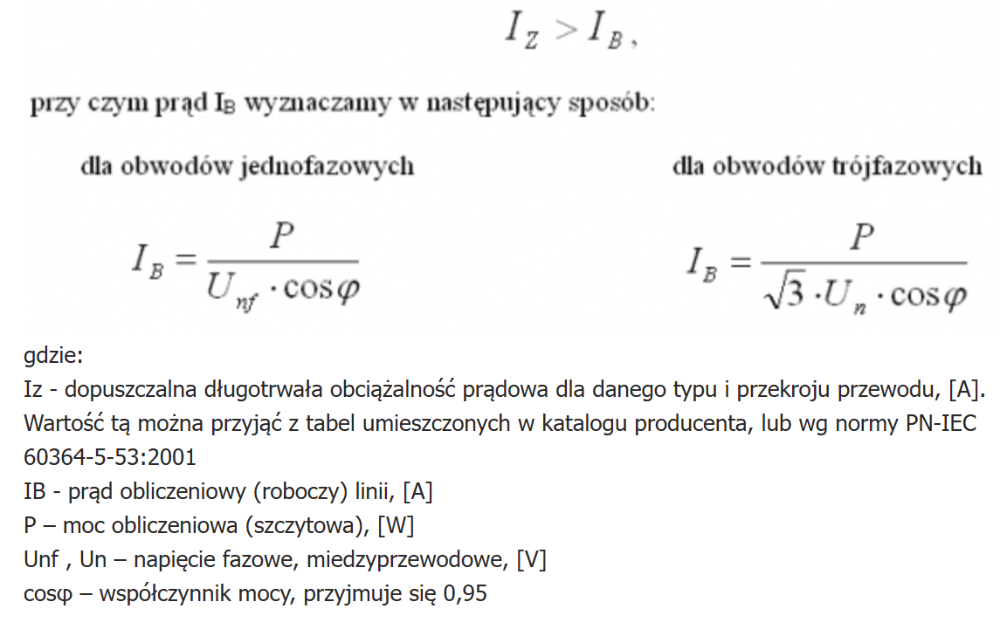 I_Z > I_B,
przy czym prąd I_B wyznaczamy w następujący sposób:
dla obwodów jednofazowych dla obwodów trójfazowych
I_B = P / (U_nf · cosφ) I_B = P / (√3 · U_n · cosφ)
gdzie:
Iz - dopuszczalna długotrwała obciążalność prądowa dla danego typu i przekroju przewodu, [A].
Wartość tą można przyjąć z tabel umieszczonych w katalogu producenta, lub wg normy PN-IEC
60364-5-53:2001
IB - prąd obliczeniowy (roboczy) linii, [A]
P – moc obliczeniowa (szczytowa), [W]
Unf , Un – napięcie fazowe, miedzyprzewodowe, [V]
cosφ – współczynnik mocy, przyjmuje się 0,95